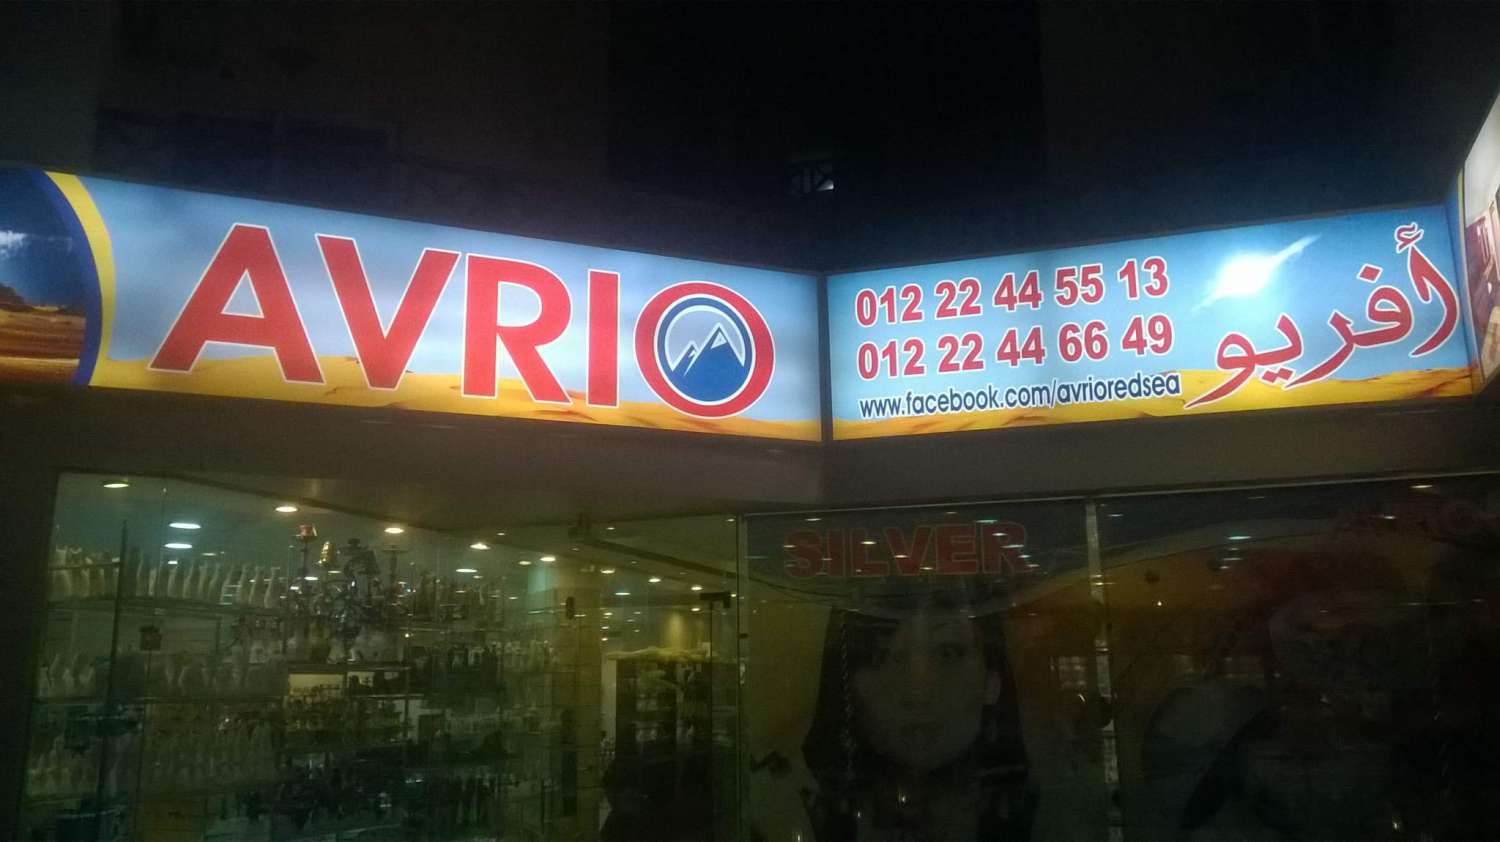 AVRIO
012 22 44 55 13
012 22 44 66 49
www.facebook.com/avrioredsea
أفريو
SILVER